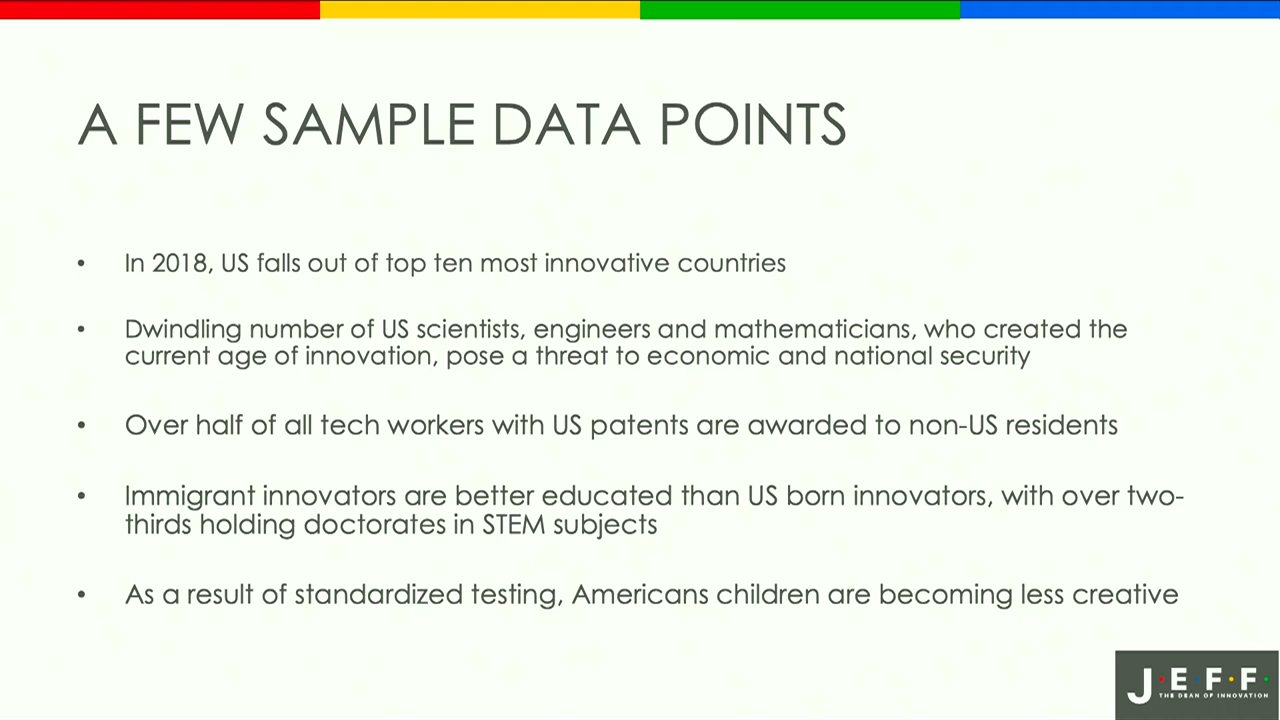 A FEW SAMPLE DATA POINTS
• In 2018, US falls out of top ten most innovative countries
• Dwindling number of US scientists, engineers and mathematicians, who created the
current age of innovation, pose a threat to economic and national security
• Over half of all tech workers with US patents are awarded to non-US residents
• Immigrant innovators are better educated than US born innovators, with over two-
thirds holding doctorates in STEM subjects
• As a result of standardized testing, Americans children are becoming less creative
J·E·F·F·
THE DEAN OF INNOVATION